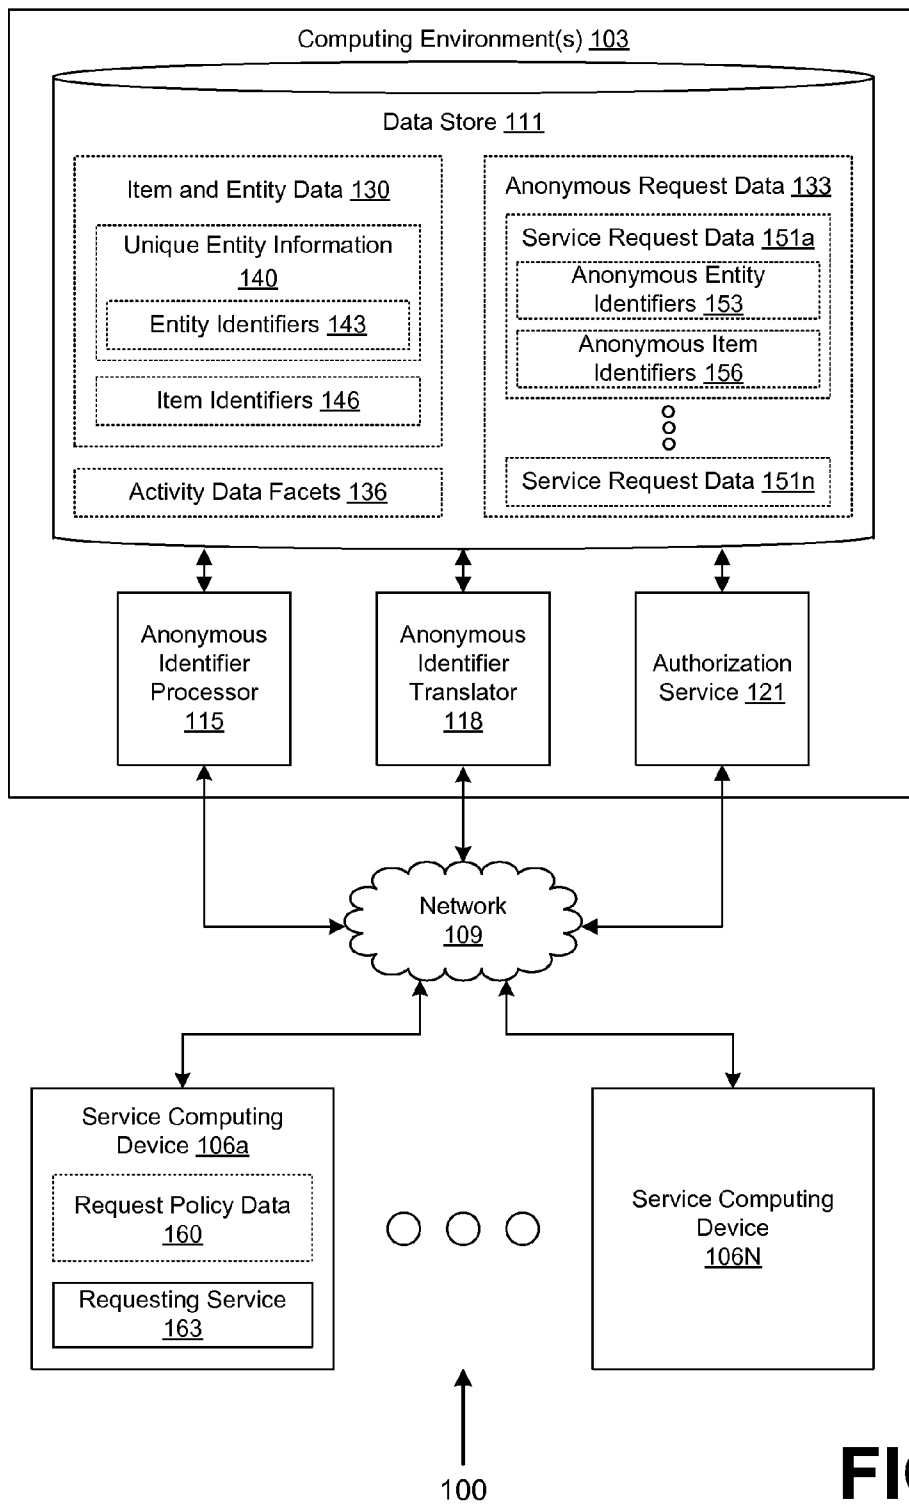 Computing Environment(s) 103
Data Store 111
Item and Entity Data 130
Unique Entity Information
140
Entity Identifiers 143
Item Identifiers 146
Activity Data Facets 136
Anonymous Request Data 133
Service Request Data 151a
Anonymous Entity
Identifiers 153
Anonymous Item
Identifiers 156
Service Request Data 151n
Anonymous
Identifier
Processor
115
Anonymous
Identifier
Translator
118
Authorization
Service 121
Network
109
Service Computing
Device 106a
Request Policy Data
160
Requesting Service
163
Service Computing
Device
106N
100